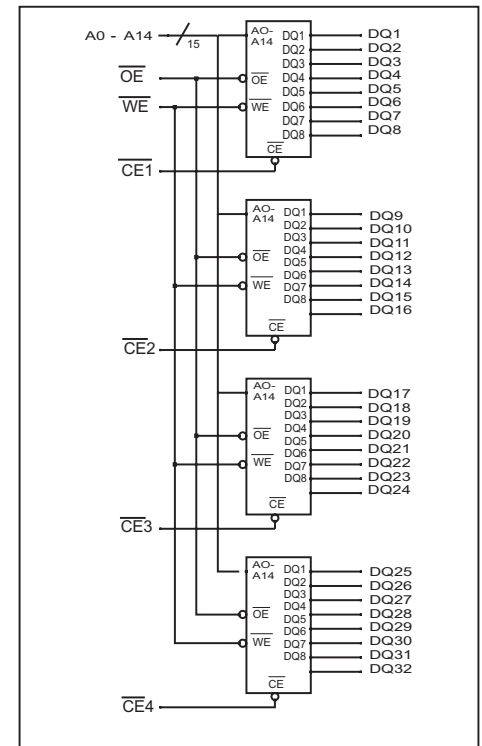 A0 - A14
15
OE
WE
CE1
AO-
A14
OE
WE
CE
DQ1
DQ2
DQ3
DQ4
DQ5
DQ6
DQ7
DQ8
DQ1
DQ2
DQ3
DQ4
DQ5
DQ6
DQ7
DQ8
CE2
AO-
A14
OE
WE
CE
DQ1
DQ2
DQ3
DQ4
DQ5
DQ6
DQ7
DQ8
DQ9
DQ10
DQ11
DQ12
DQ13
DQ14
DQ15
DQ16
CE3
AO-
A14
OE
WE
CE
DQ1
DQ2
DQ3
DQ4
DQ5
DQ6
DQ7
DQ8
DQ17
DQ18
DQ19
DQ20
DQ21
DQ22
DQ23
DQ24
CE4
AO-
A14
OE
WE
CE
DQ1
DQ2
DQ3
DQ4
DQ5
DQ6
DQ7
DQ8
DQ25
DQ26
DQ27
DQ28
DQ29
DQ30
DQ31
DQ32